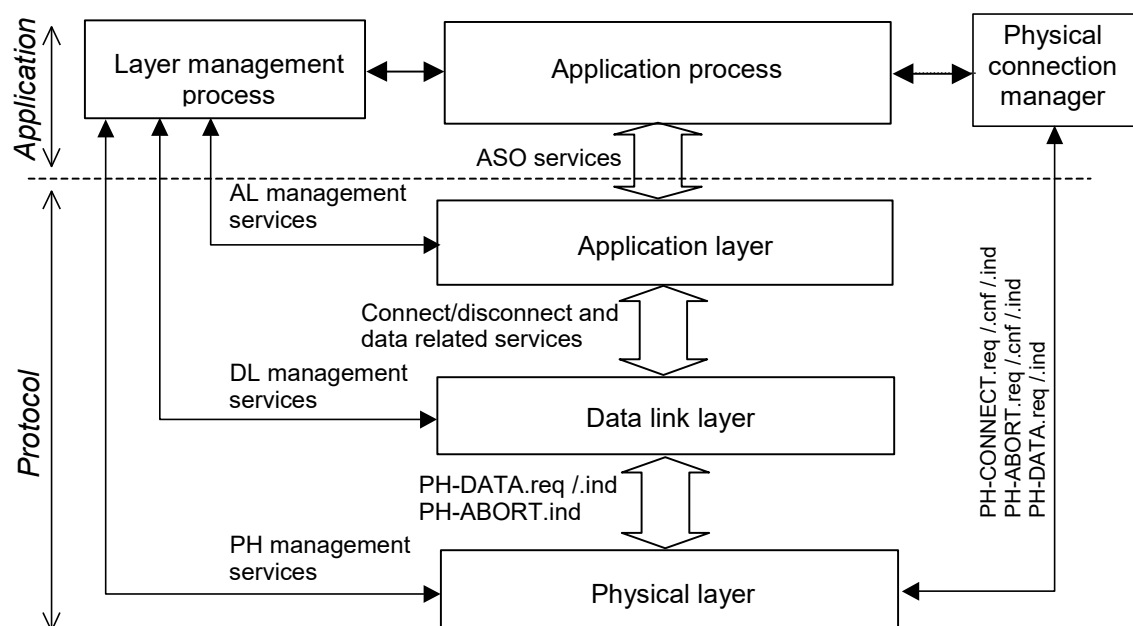 Application
Layer management
process
Application process
Physical
connection
manager
ASO services
Protocol
AL management
services
Application layer
Connect/disconnect and
data related services
DL management
services
Data link layer
PH-DATA.req /.ind
PH-ABORT.ind
PH management
services
Physical layer
PH-CONNECT.req /.cnf /.ind
PH-ABORT.req /.cnf /.ind
PH-DATA.req /.ind